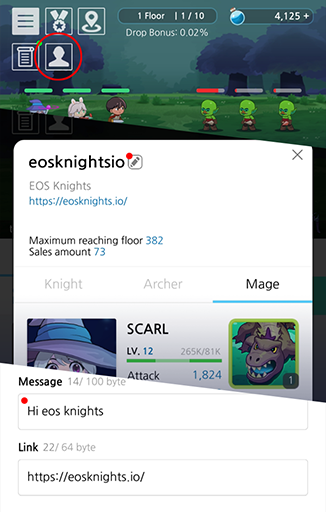 1 Floor | 1 / 10
4,125 +
Drop Bonus: 0.02%
eosknightsio
EOS Knights
https://eosknights.io/
Maximum reaching floor 382
Sales amount 73
Knight Archer Mage
SCARL
LV. 12 265K/81K
Attack 1,824
1
Message 14/ 100 byte
Hi eos knights
Link 22/ 64 byte
https://eosknights.io/